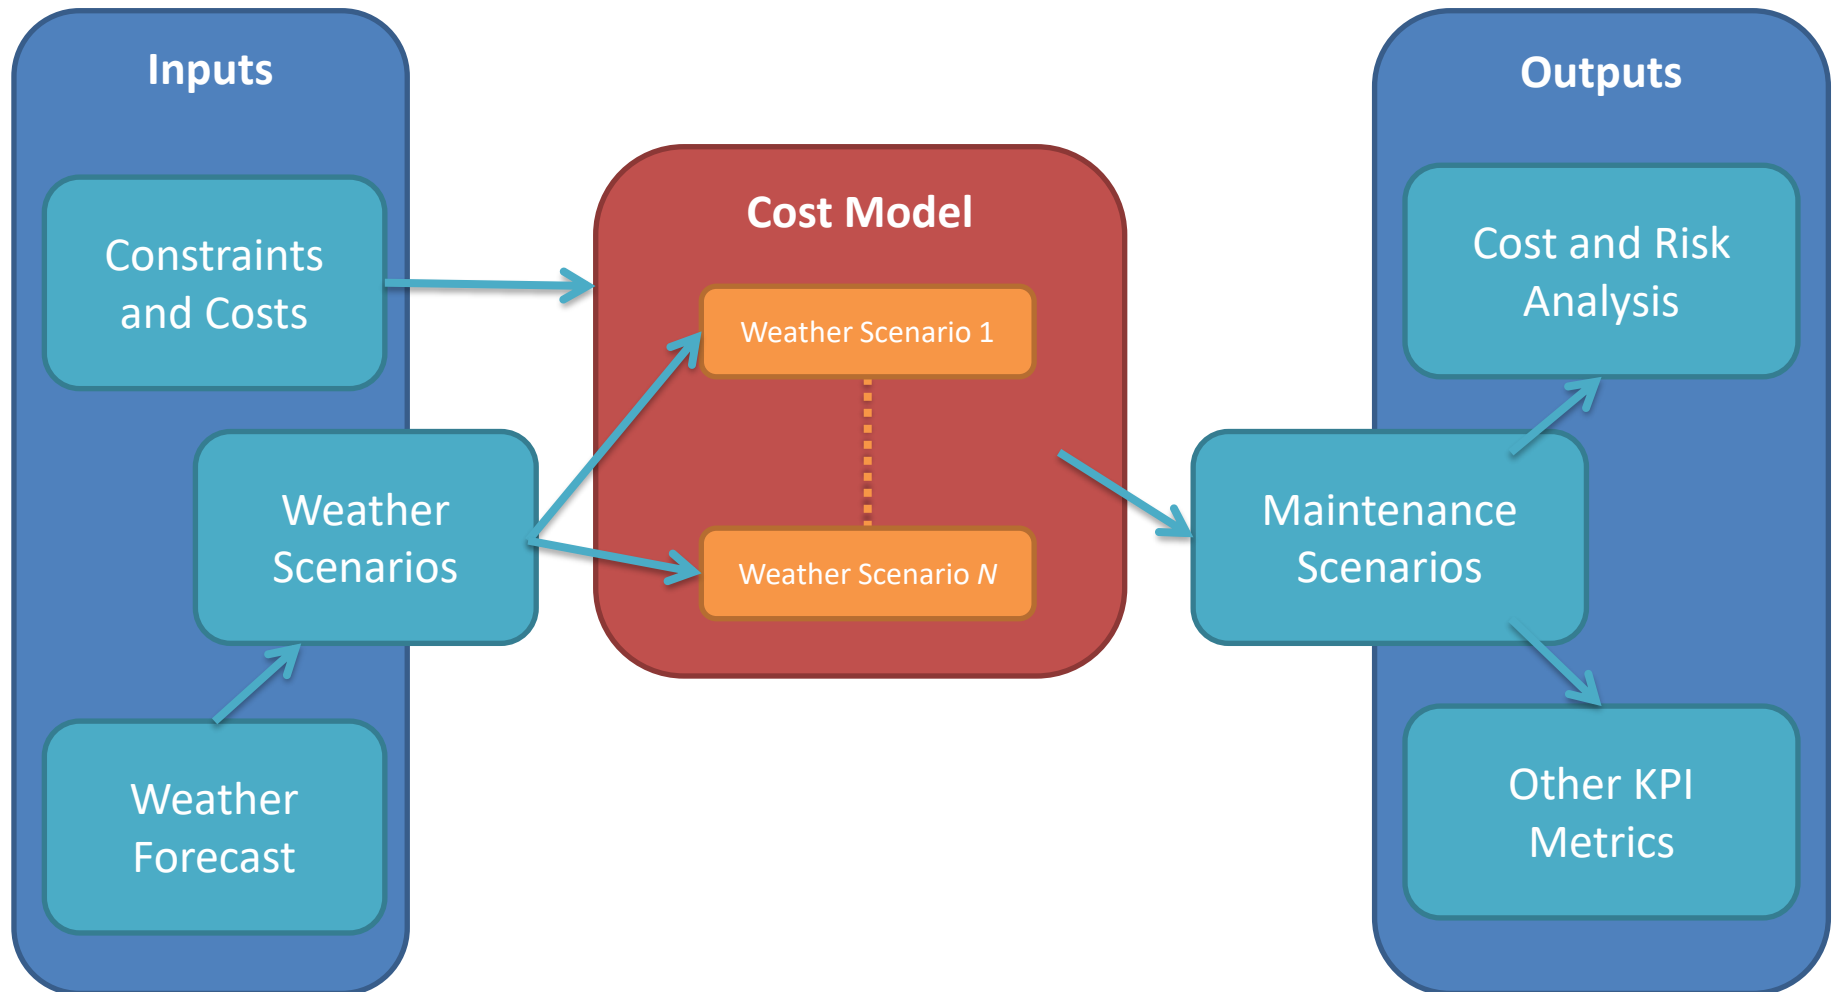 Inputs
Constraints
and Costs
Weather
Scenarios
Weather
Forecast
Cost Model
Weather Scenario 1
Weather Scenario N
Outputs
Cost and Risk
Analysis
Maintenance
Scenarios
Other KPI
Metrics